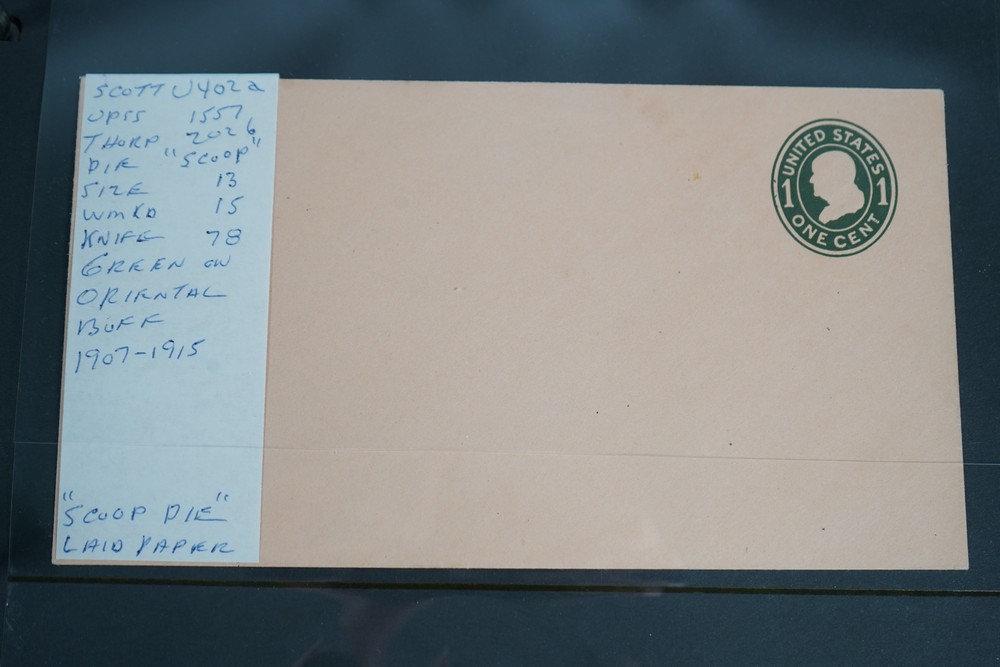 SCOTT U402a
UPSS 1557
THORP 2026
DIE "SCOOP"
SIZE 13
WMKD 15
KNIFE 78
GREEN ON
ORIENTAL
BUFF
1907-1915
"SCOOP DIE"
LAID PAPER
UNITED STATES
1 1
ONE CENT